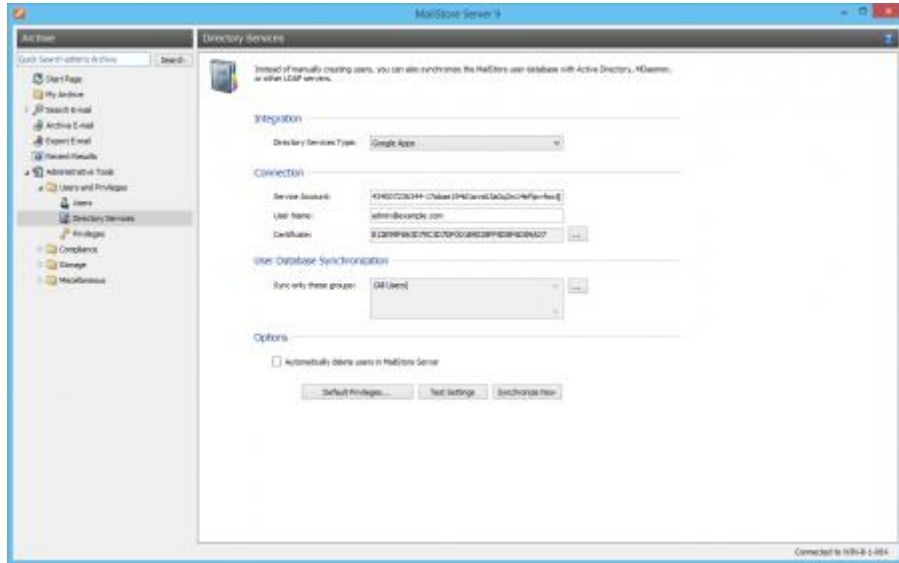 MailStore Server 9
Archive
Directory Services
Quick Search entire Archive
Search
Instead of manually creating users, you can also synchronize the MailStore user database with Active Directory, MDaemon,
or other LDAP servers.
Start Page
My Archive
Search E-mail
Archive E-mail
Export E-mail
Recent Results
Administrative Tools
Users and Privileges
Users
Directory Services
Privileges
Compliance
Storage
Miscellaneous
Integration
Directory Services Type: Google Apps
Connection
Service Account:
User Name: admin@example.com
Certificate: ...
User Database Synchronization
Sync only these groups: (All Users) ...
Options
Automatically delete users in MailStore Server
Default Privileges...
Test Settings
Synchronize Now
Connected to